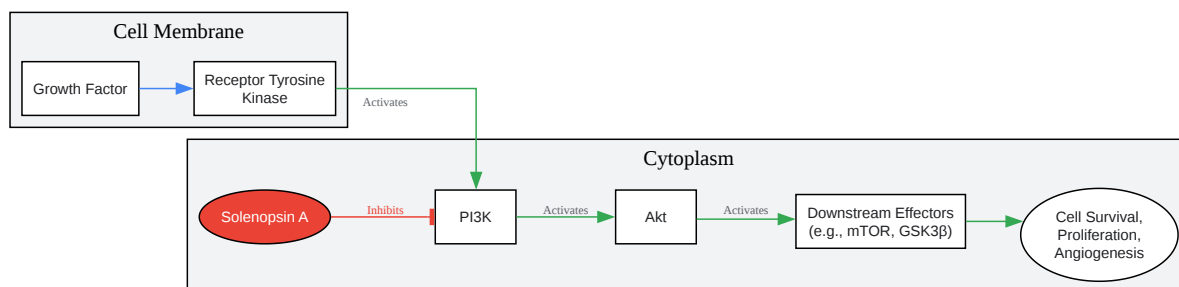 Cell Membrane
Growth Factor
Receptor Tyrosine
Kinase
Activates
Cytoplasm
Solenopsin A
Inhibits
PI3K
Activates
Akt
Activates
Downstream Effectors
(e.g., mTOR, GSK3β)
Cell Survival,
Proliferation,
Angiogenesis